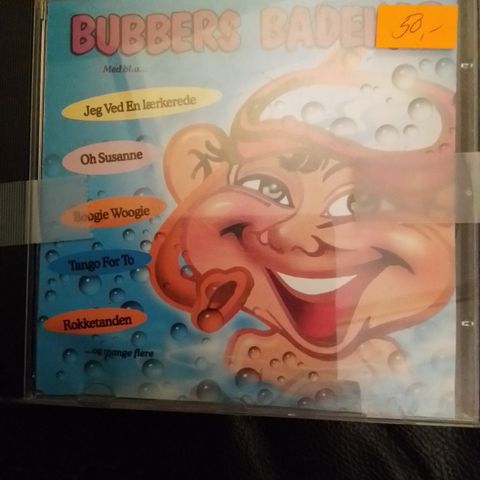 BUBBERS
50,-
Med bl.a...
Jeg Ved En lærkerede
Oh Susanne
Boogie Woogie
Tango For To
Rokketanden
...og mange flere